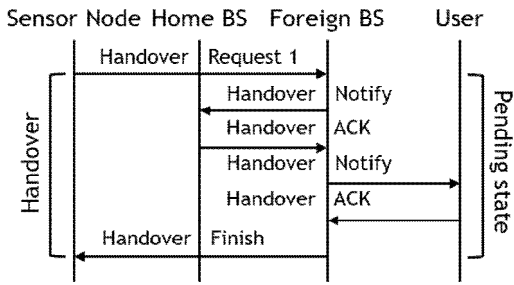 Sensor Node Home BS Foreign BS User
Handover Request 1
Handover Notify
Handover ACK
Handover Notify
Handover ACK
Handover Finish
Handover
Pending state